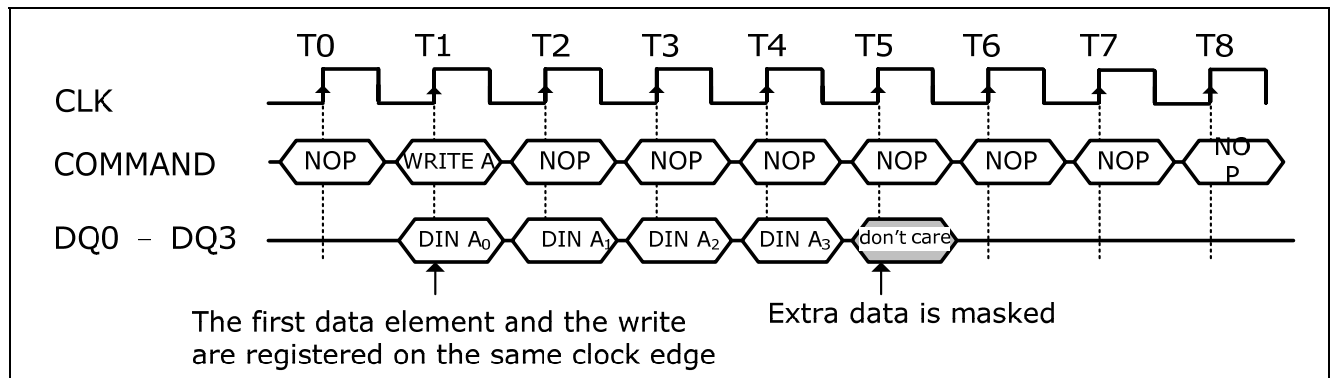 T0 T1 T2 T3 T4 T5 T6 T7 T8
CLK
COMMAND NOP WRITE A NOP NOP NOP NOP NOP NOP NO
P
DQ0 – DQ3 DIN A₀ DIN A₁ DIN A₂ DIN A₃ don't care
The first data element and the write
are registered on the same clock edge
Extra data is masked